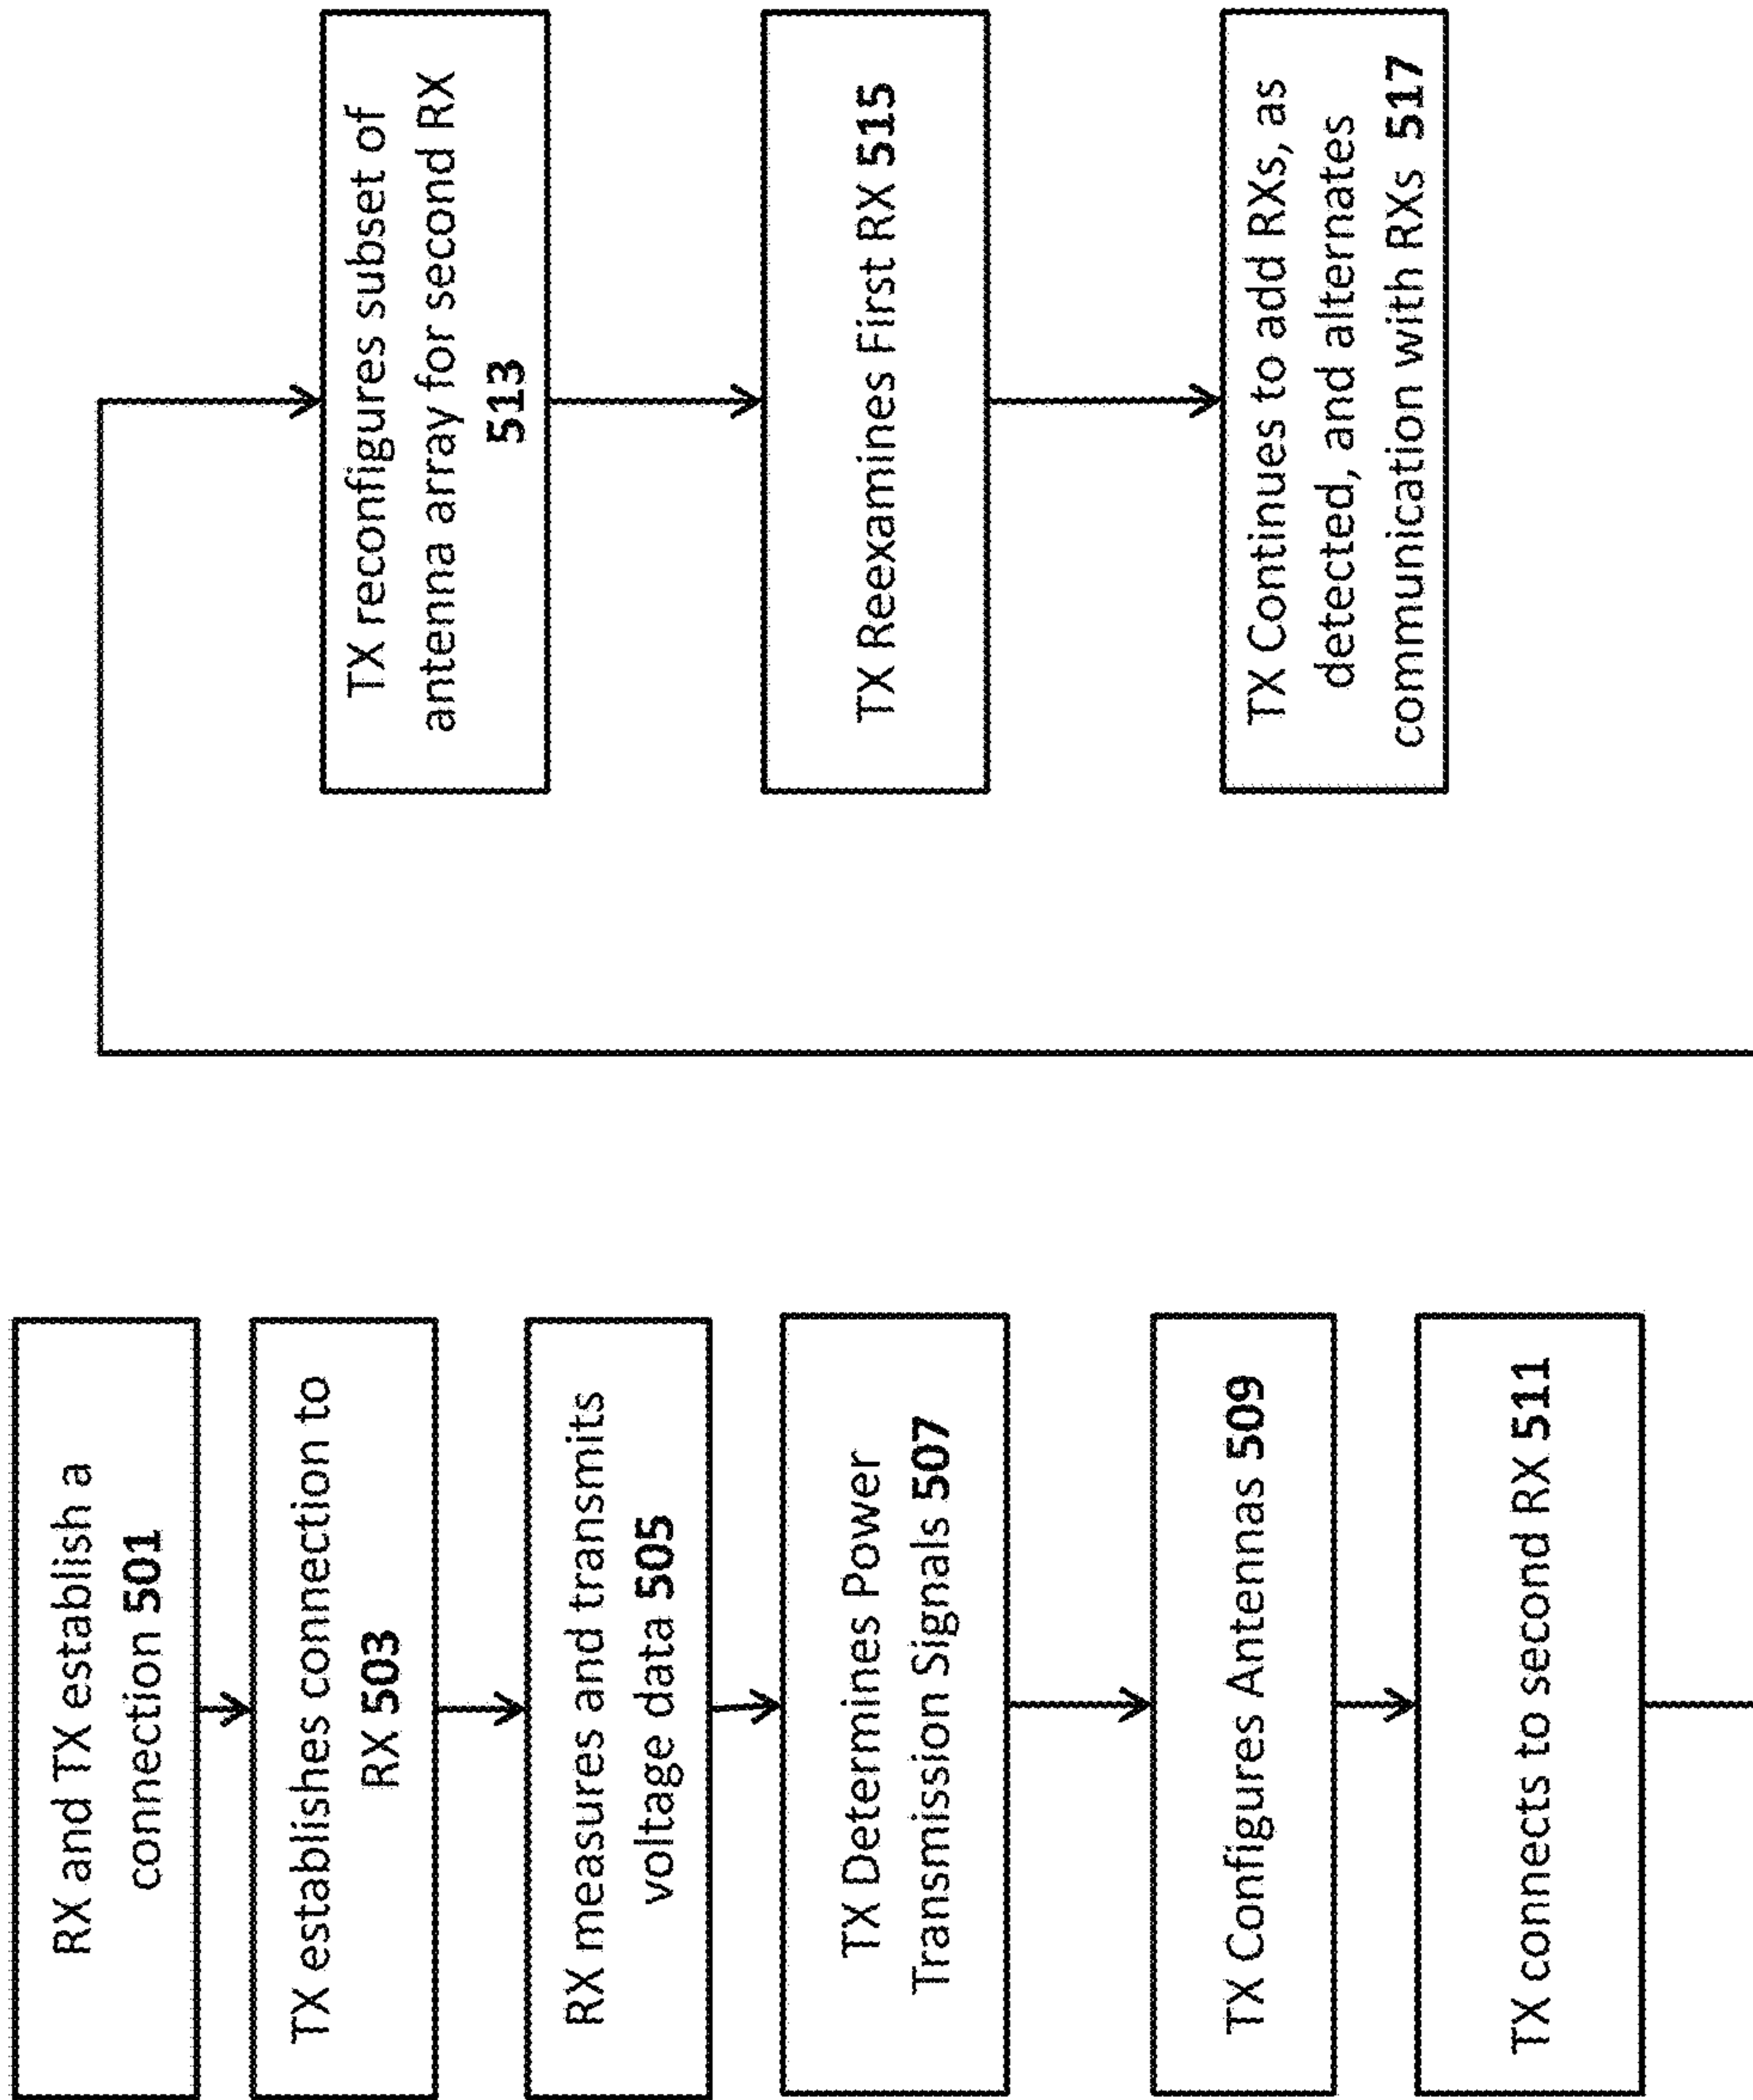 RX and TX establish a
connection 501
TX establishes connection to
RX 503
RX measures and transmits
voltage data 505
TX Determines Power
Transmission Signals 507
TX Configures Antennas 509
TX connects to second RX 511
TX reconfigures subset of
antenna array for second RX
513
TX Reexamines First RX 515
TX Continues to add RXs, as
detected, and alternates
communication with RXs 517